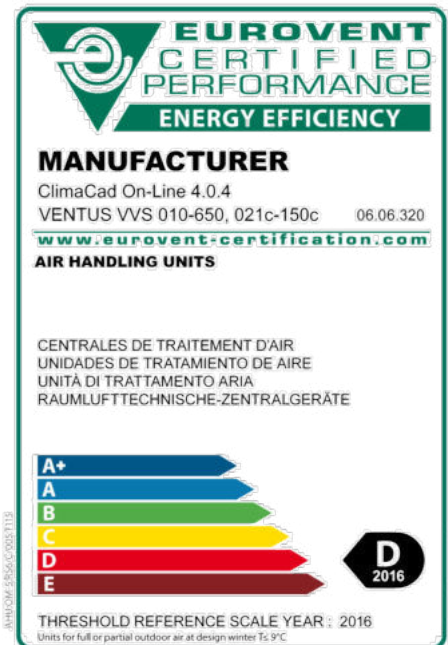 EUROVENT
CERTIFIED
PERFORMANCE
ENERGY EFFICIENCY
MANUFACTURER
ClimaCad On-Line 4.0.4
VENTUS VVS 010-650, 021c-150c 06.06.320
www.eurovent-certification.com
AIR HANDLING UNITS
CENTRALES DE TRAITEMENT D'AIR
UNIDADES DE TRATAMIENTO DE AIRE
UNITÀ DI TRATTAMENTO ARIA
RAUMLUFTTECHNISCHE-ZENTRALGERÄTE
A+
A
B
C
D
E
D
2016
THRESHOLD REFERENCE SCALE YEAR : 2016
Units for full or partial outdoor air at design winter Ts. 9°C